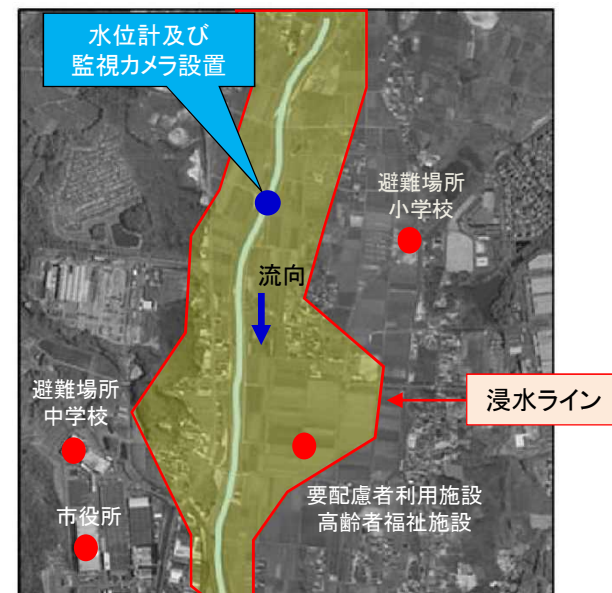 水位計及び
監視カメラ設置
避難場所
小学校
流向
浸水ライン
避難場所
中学校
要配慮者利用施設
高齢者福祉施設
市役所